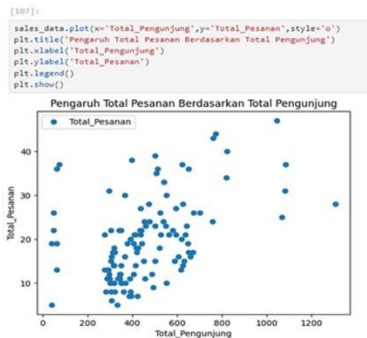 [107]:
sales_data.plot(x='Total_Pengunjung',y='Total_Pesanan',style='o')
plt.title('Pengaruh Total Pesanan Berdasarkan Total Pengunjung')
plt.xlabel('Total_Pengunjung')
plt.ylabel('Total_Pesanan')
plt.legend()
plt.show()
Pengaruh Total Pesanan Berdasarkan Total Pengunjung
Total_Pesanan
40
30
20
10
Total_Pesanan
0 200 400 600 800 1000 1200
Total_Pengunjung